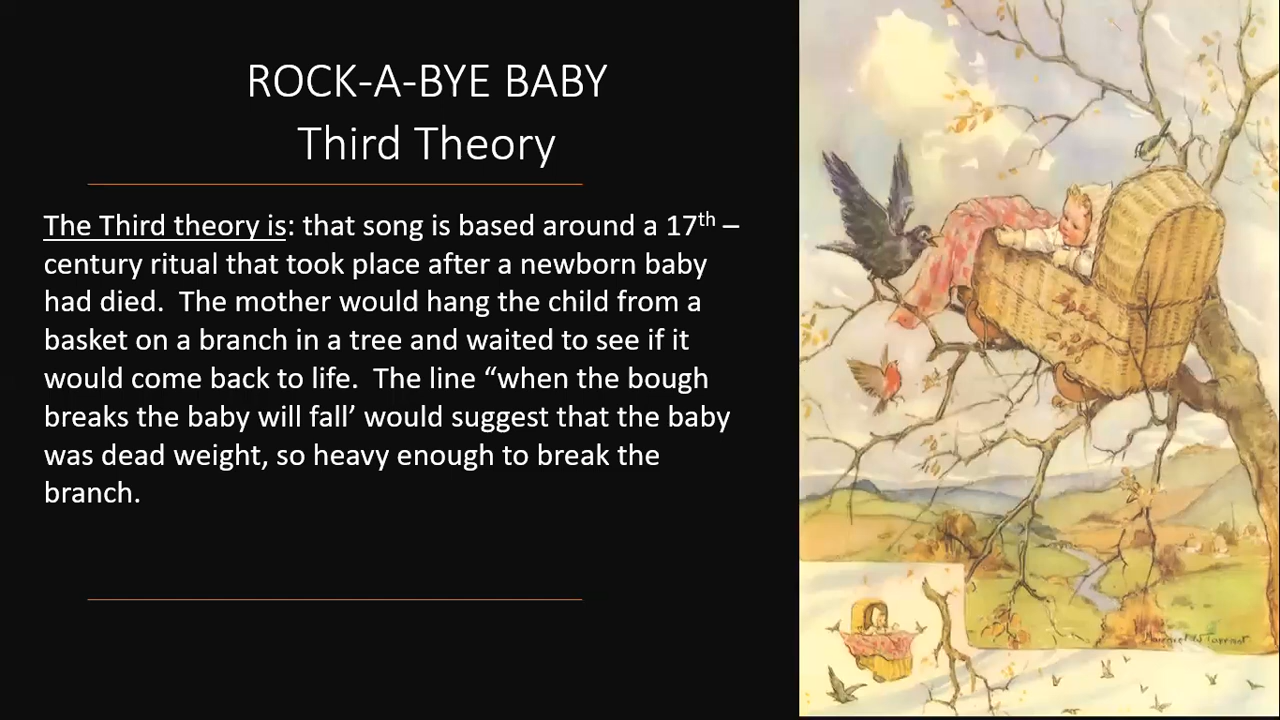 ROCK-A-BYE BABY
Third Theory
The Third theory is: that song is based around a 17th –
century ritual that took place after a newborn baby
had died.  The mother would hang the child from a
basket on a branch in a tree and waited to see if it
would come back to life.  The line “when the bough
breaks the baby will fall’ would suggest that the baby
was dead weight, so heavy enough to break the
branch.
Margaret W Tarrant